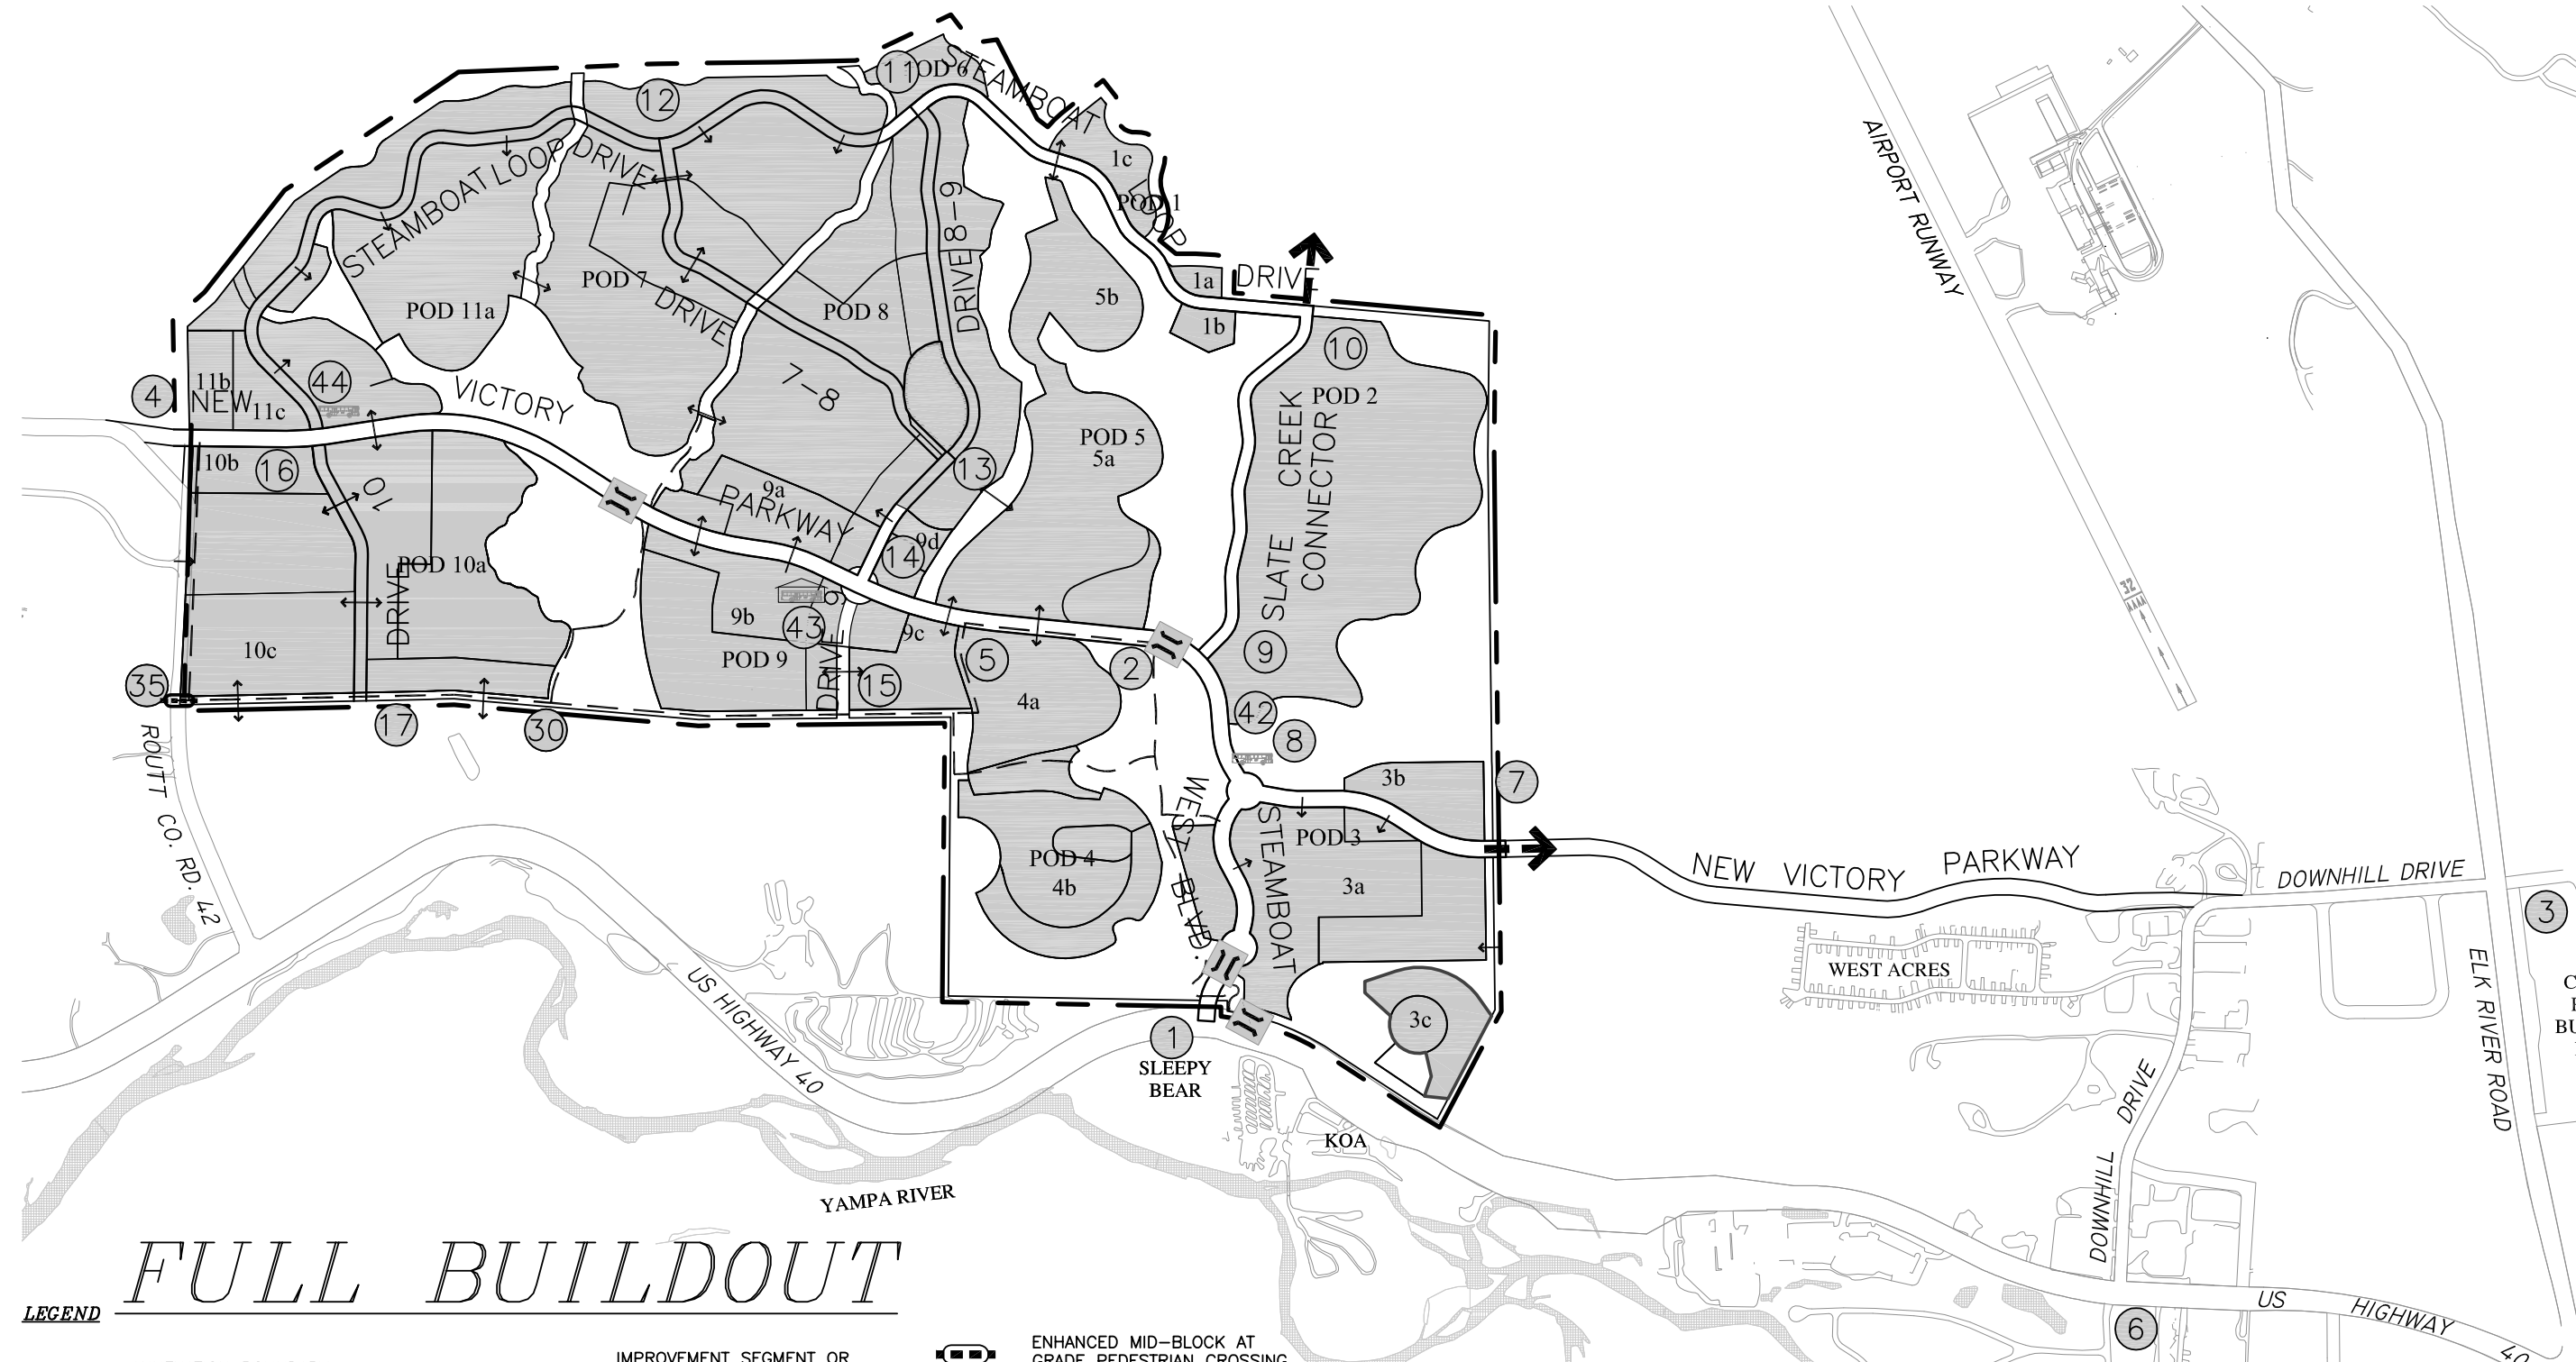 11
POD 6
STEAMBOAT
12
1c
POD 1
LOOP
DRIVE
1a
1b
STEAMBOAT LOOP DRIVE
POD 11a
POD 7
DRIVE
7-8
POD 8
DRIVE 8-9
5b
10
POD 2
AIRPORT RUNWAY
32
4
11b
NEW
11c
44
VICTORY
PARKWAY
10b
16
10
DRIVE
POD 10a
10c
9a
13
9d
14
POD 5
5a
SLATE CREEK
CONNECTOR
9
9b
43
POD 9
DRIVE 9
9c
15
5
2
4a
42
8
35
17
30
ROUTT CO. RD. 42
3b
7
POD 3
3a
WEST
BLVD.
STEAMBOAT
POD 4
4b
3c
NEW VICTORY PARKWAY
DOWNHILL DRIVE
3
WEST ACRES
ELK RIVER ROAD
US HIGHWAY 40
1
SLEEPY
BEAR
KOA
DOWNHILL DRIVE
YAMPA RIVER
US HIGHWAY 40
6
FULL BUILDOUT
LEGEND
IMPROVEMENT SEGMENT OR
ENHANCED MID-BLOCK AT
GRADE PEDESTRIAN CROSSING